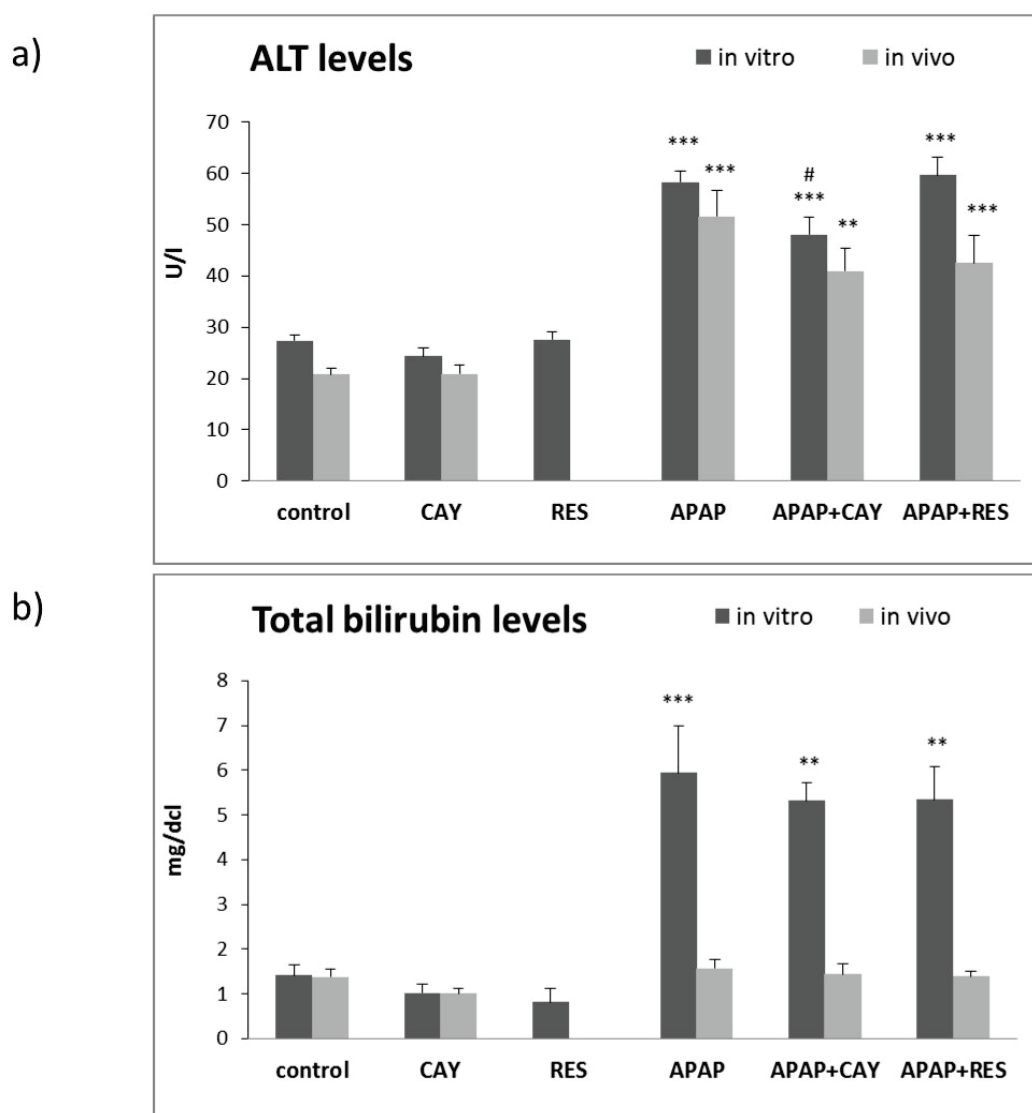 a)
ALT levels
in vitro in vivo
70
60
50
40
30
20
10
0
U/l
***
***
#
***
**
***
***
control CAY RES APAP APAP+CAY APAP+RES
b)
Total bilirubin levels
in vitro in vivo
8
7
6
5
4
3
2
1
0
mg/dcl
***
**
**
control CAY RES APAP APAP+CAY APAP+RES